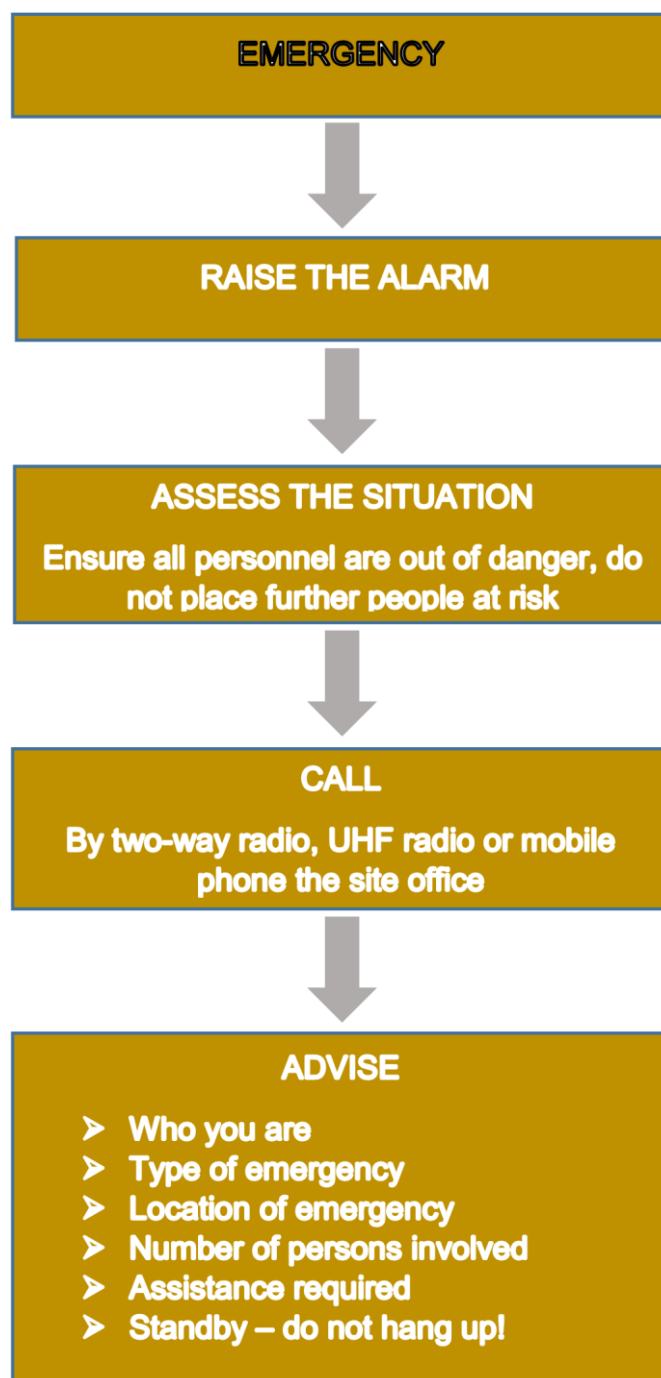 EMERGENCY
RAISE THE ALARM
ASSESS THE SITUATION
Ensure all personnel are out of danger, do
not place further people at risk
CALL
By two-way radio, UHF radio or mobile
phone the site office
ADVISE
➤ Who you are
➤ Type of emergency
➤ Location of emergency
➤ Number of persons involved
➤ Assistance required
➤ Standby – do not hang up!